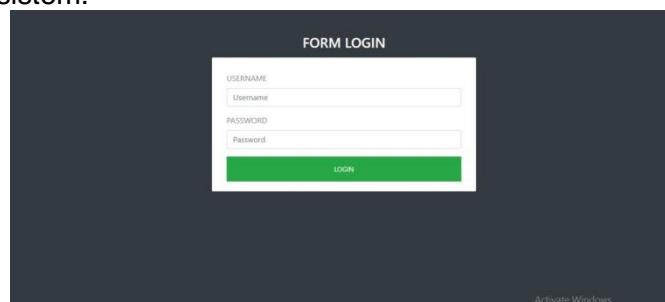 sistem.
FORM LOGIN
USERNAME
Username
PASSWORD
Password
LOGIN
Activate Windows